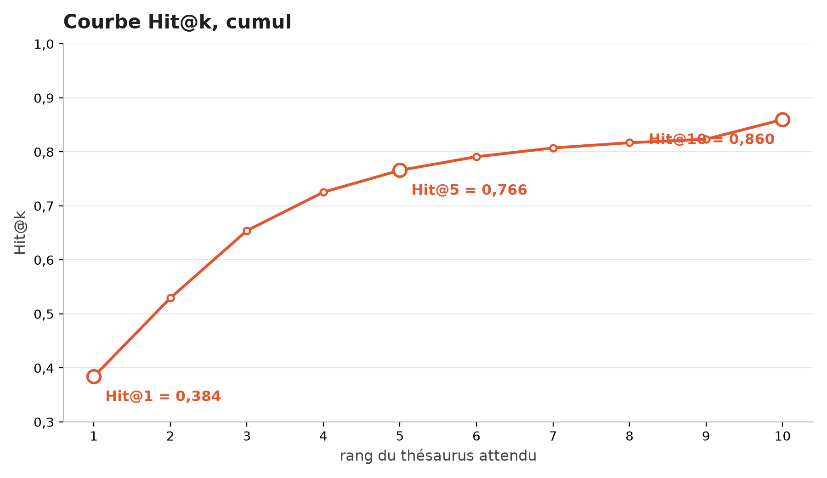 Courbe Hit@k, cumul
1,0
0,9
0,8
0,7
0,6
0,5
0,4
0,3
Hit@k
Hit@10 = 0,860
Hit@5 = 0,766
Hit@1 = 0,384
1 2 3 4 5 6 7 8 9 10
rang du thésaurus attendu